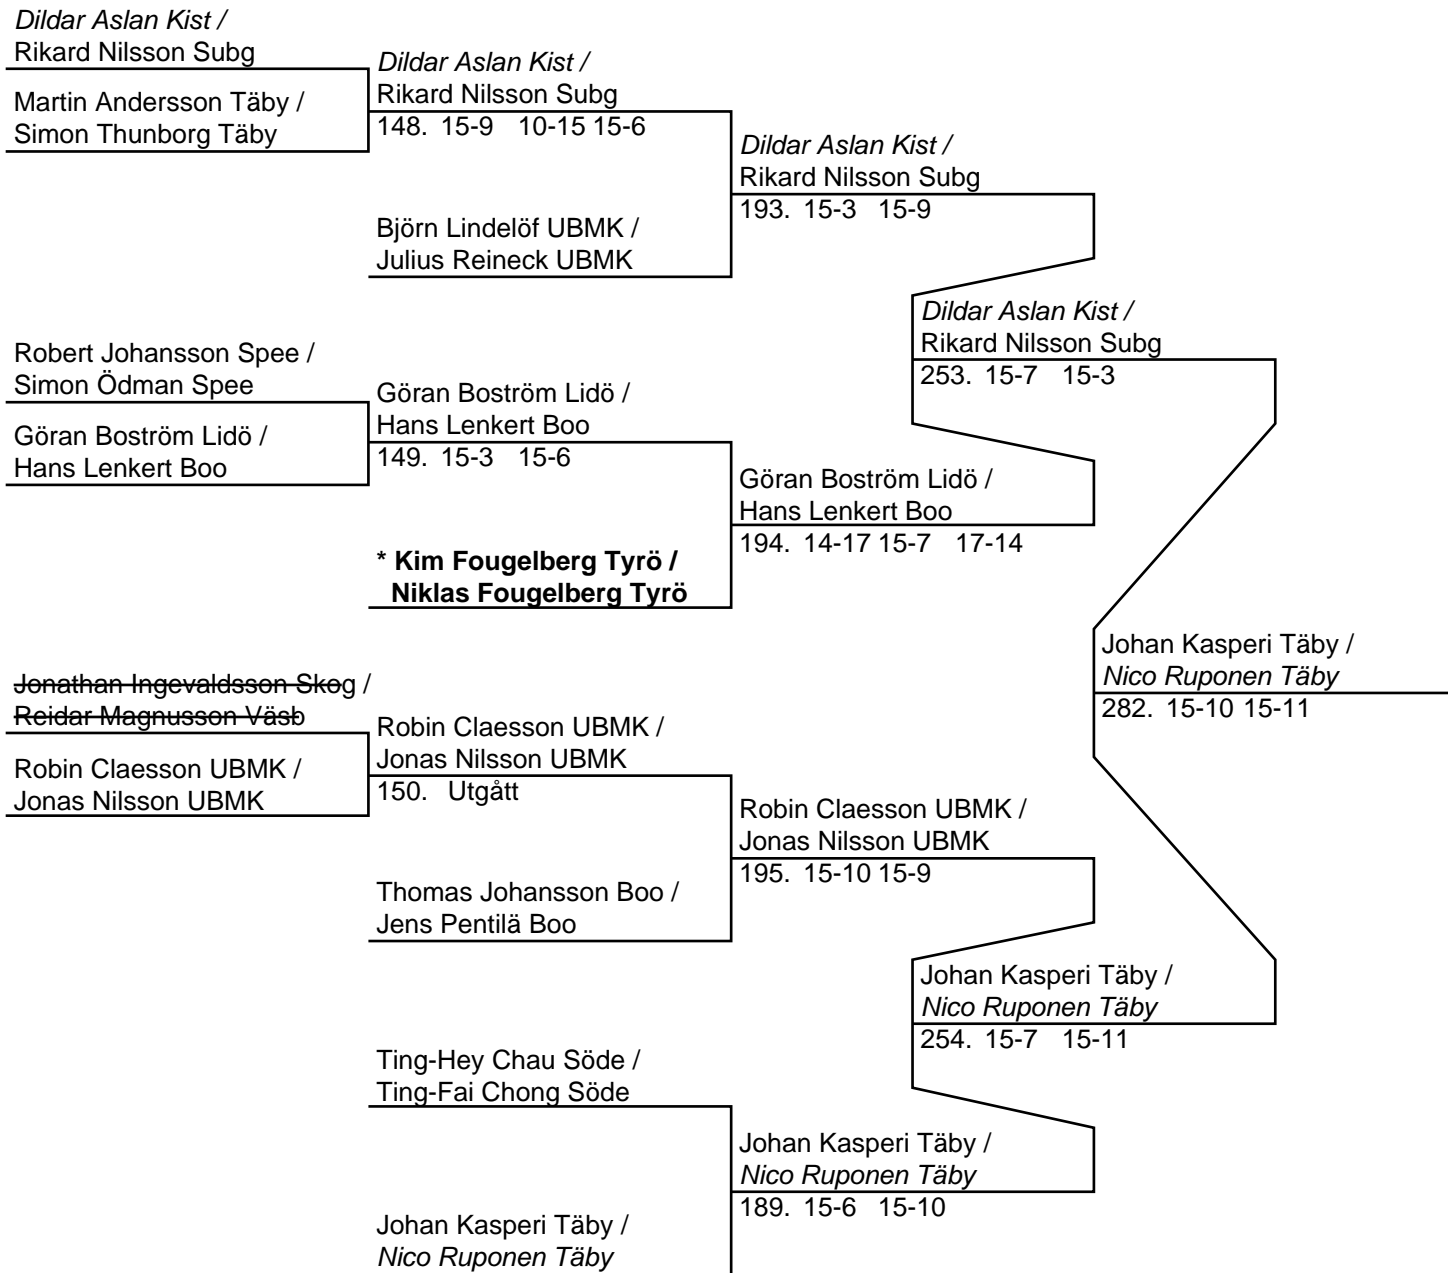 Dildar Aslan Kist /
Rikard Nilsson Subg
Martin Andersson Täby /
Simon Thunborg Täby
Robert Johansson Spee /
Simon Ödman Spee
Göran Boström Lidö /
Hans Lenkert Boo
Jonathan Ingevaldsson Skog /
Reidar Magnusson Väsb
Robin Claesson UBMK /
Jonas Nilsson UBMK
Dildar Aslan Kist /
Rikard Nilsson Subg
148. 15-9 10-15 15-6
Björn Lindelöf UBMK /
Julius Reineck UBMK
Göran Boström Lidö /
Hans Lenkert Boo
149. 15-3 15-6
* Kim Fougelberg Tyrö /
Niklas Fougelberg Tyrö
Robin Claesson UBMK /
Jonas Nilsson UBMK
150. Utgått
Thomas Johansson Boo /
Jens Pentilä Boo
Ting-Hey Chau Söde /
Ting-Fai Chong Söde
Johan Kasperi Täby /
Nico Ruponen Täby
Dildar Aslan Kist /
Rikard Nilsson Subg
193. 15-3 15-9
Göran Boström Lidö /
Hans Lenkert Boo
194. 14-17 15-7 17-14
Robin Claesson UBMK /
Jonas Nilsson UBMK
195. 15-10 15-9
Johan Kasperi Täby /
Nico Ruponen Täby
189. 15-6 15-10
Dildar Aslan Kist /
Rikard Nilsson Subg
253. 15-7 15-3
Johan Kasperi Täby /
Nico Ruponen Täby
254. 15-7 15-11
Johan Kasperi Täby /
Nico Ruponen Täby
282. 15-10 15-11